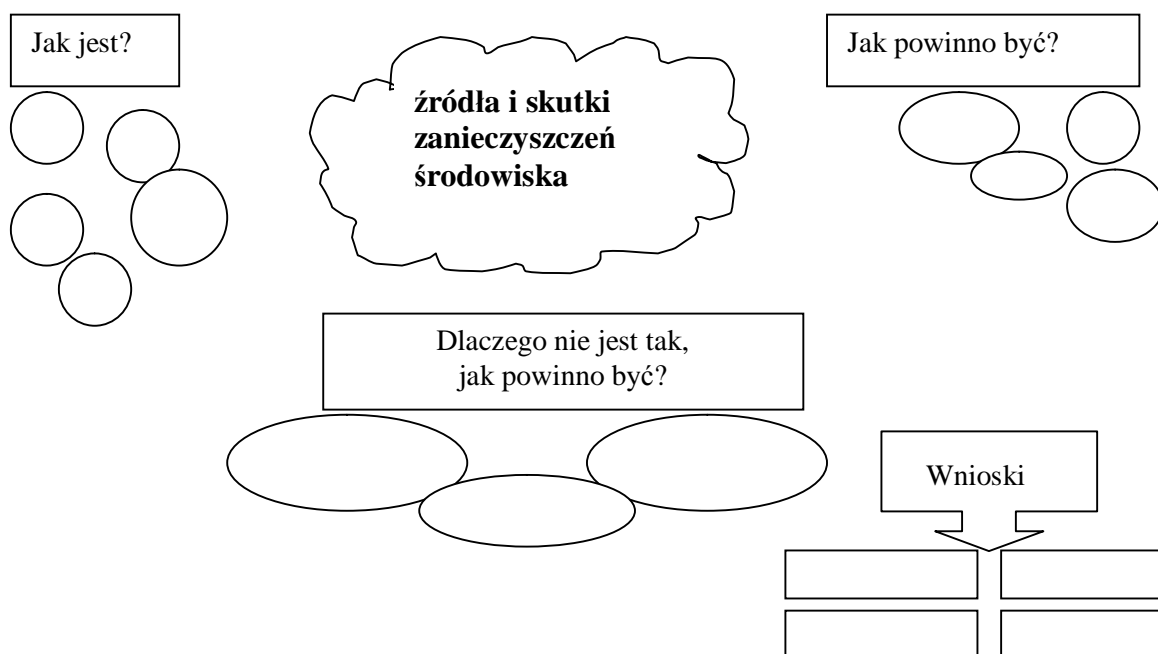 Jak jest?
Jak powinno być?
źródła i skutki
zanieczyszczeń
środowiska
Dlaczego nie jest tak,
jak powinno być?
Wnioski